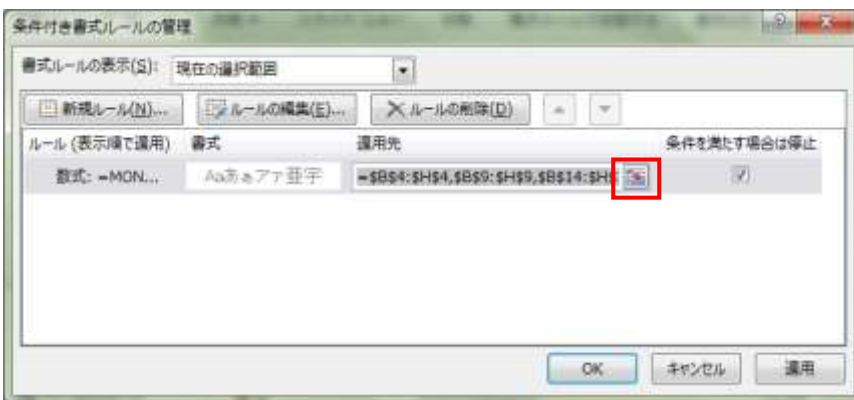 条件付き書式ルールの管理
書式ルールの表示(S): 現在の選択範囲
新規ルール(N)... ルールの編集(E)... ルールの削除(D)
ルール (表示順で適用) 書式 適用先 条件を満たす場合は停止
数式: =MON... Aaあぁアァ亜宇 =$B$4:$H$4,$B$9:$H$9,$B$14:$H$
OK キャンセル 適用